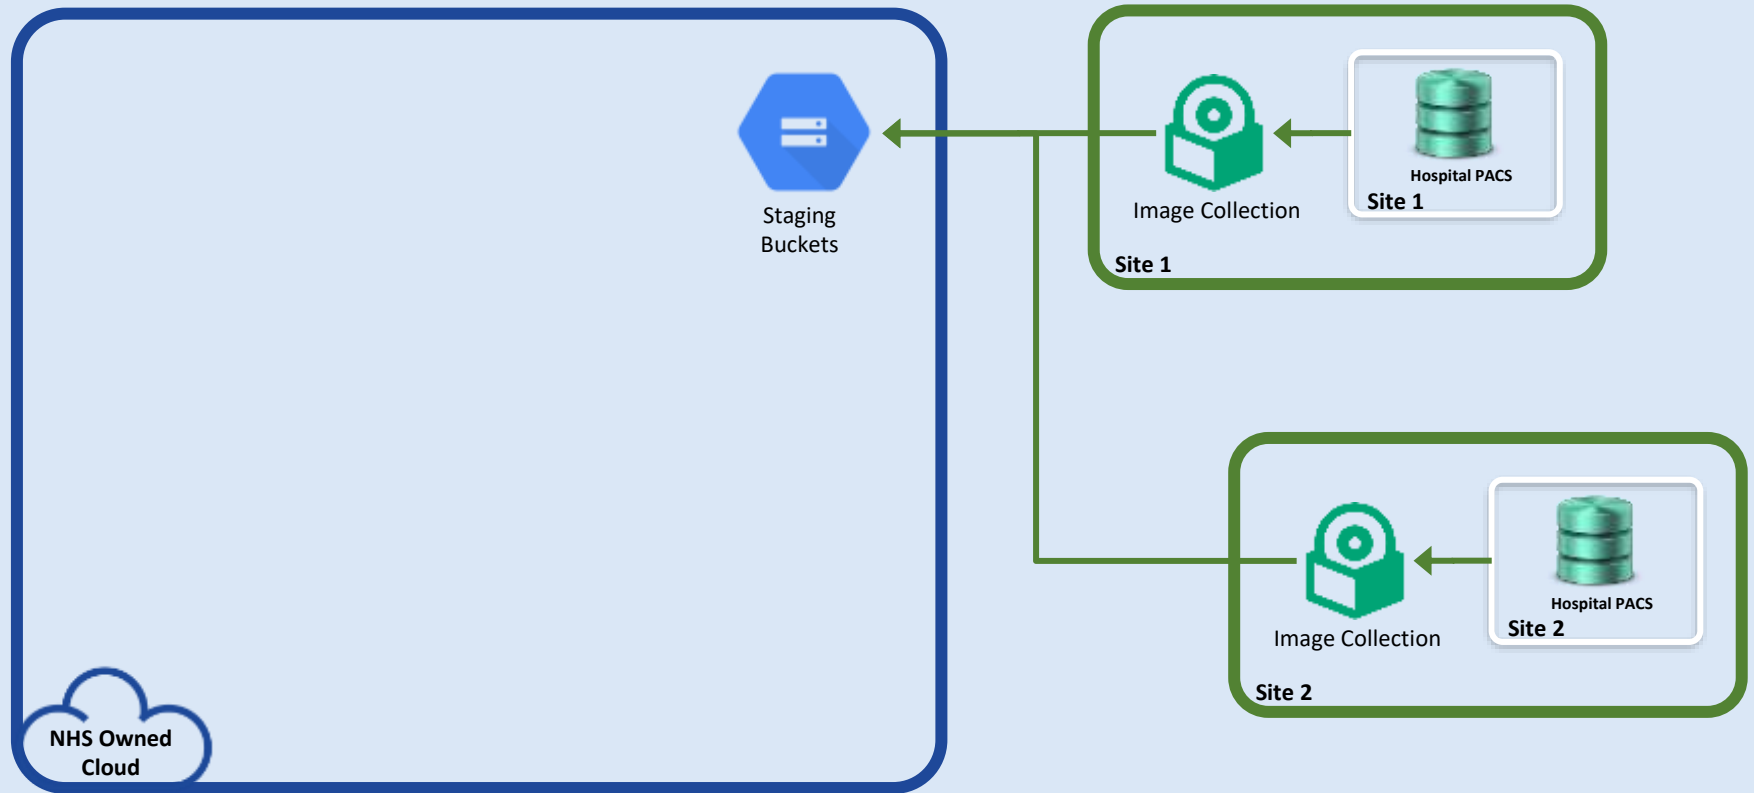 Staging
Buckets
Image Collection
Hospital PACS
Site 1
Site 1
Image Collection
Hospital PACS
Site 2
Site 2
NHS Owned
Cloud